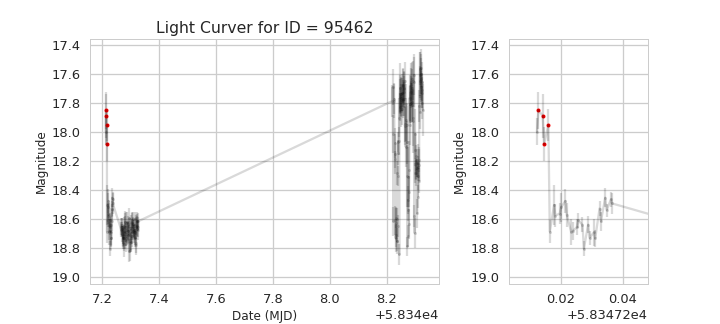 Light Curver for ID = 95462
17.4
17.6
17.8
18.0
18.2
18.4
18.6
18.8
19.0
Magnitude
7.2 7.4 7.6 7.8 8.0 8.2
Date (MJD)
+5.834e4
17.4
17.6
17.8
18.0
18.2
18.4
18.6
18.8
19.0
Magnitude
0.02 0.04
+5.83472e4